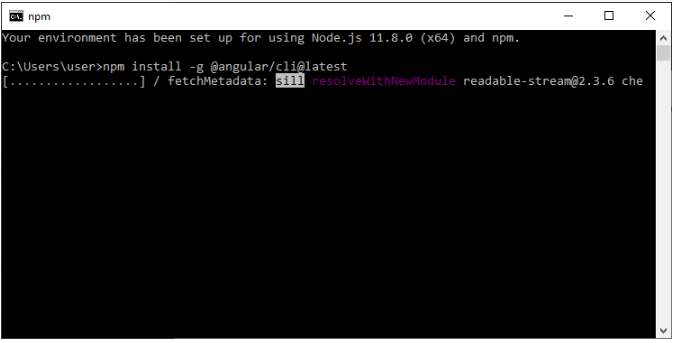 npm
Your environment has been set up for using Node.js 11.8.0 (x64) and npm.
C:\Users\user>npm install -g @angular/cli@latest
[..................] / fetchMetadata: sill resolveWithNewModule readable-stream@2.3.6 che